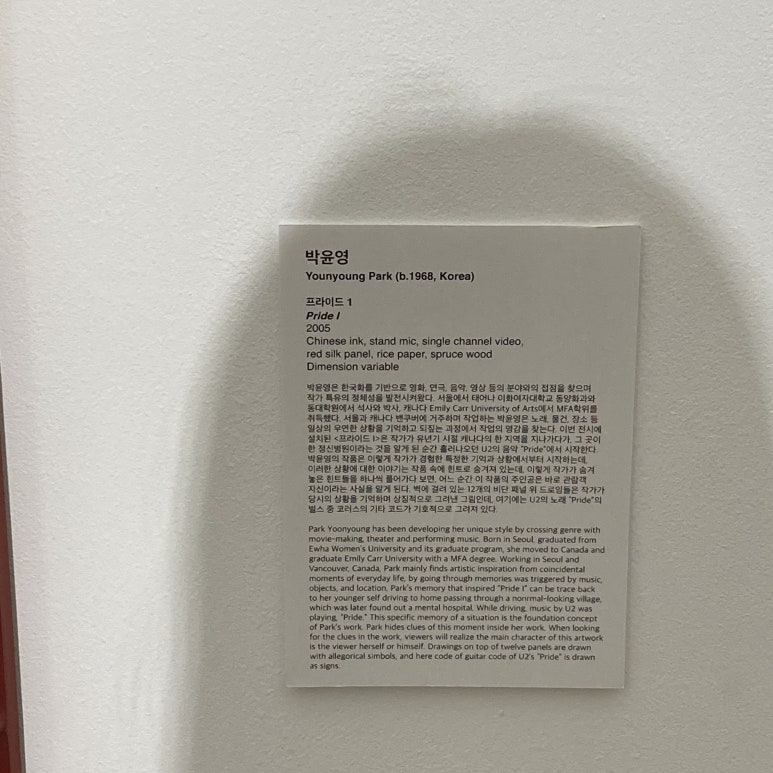 박윤영
Younyoung Park (b.1968, Korea)
프라이드 1
Pride I
2005
Chinese ink, stand mic, single channel video,
red silk panel, rice paper, spruce wood
Dimension variable
박윤영은 한국화를 기반으로 영화, 연극, 음악, 영상 등의 분야와의 접점을 찾으며
작가 특유의 정체성을 발전시켜왔다. 서울에서 태어나 이화여자대학교 동양화과와
동대학원에서 석사와 박사, 캐나다 Emily Carr University of Arts에서 MFA학위를
취득했다. 서울과 캐나다 밴쿠버에 거주하며 작업하는 박윤영은 노래, 물건, 장소 등
일상의 우연한 상황을 기억하고 되짚는 과정에서 작업의 영감을 찾는다. 이번 전시에
설치된 <프라이드 I>은 작가가 유년기 시절 캐나다의 한 지역을 지나가다가, 그 곳이
한 정신병원이라는 것을 알게 된 순간 흘러나오던 U2의 음악 “Pride”에서 시작한다.
박윤영의 작품은 이렇게 작가가 경험한 특정한 기억과 상황에서부터 시작하는데,
이러한 상황에 대한 이야기는 작품 속에 힌트로 숨겨져 있는데, 이렇게 작가가 숨겨
놓은 힌트들을 하나씩 풀어가다 보면, 어느 순간 이 작품의 주인공은 바로 관람객
자신이라는 사실을 알게 된다. 벽에 걸려 있는 12개의 비단 패널 위 드로잉들은 작가가
당시의 상황을 기억하며 상징적으로 그려낸 그림인데, 여기에는 U2의 노래 “Pride”의
벌스 중 코러스의 기타 코드가 기호적으로 그려져 있다.
Park Yoonyoung has been developing her unique style by crossing genre with
movie-making, theater and performing music. Born in Seoul, graduated from
Ewha Women's University and its graduate program, she moved to Canada and
graduate Emily Carr University with a MFA degree. Working in Seoul and
Vancouver, Canada, Park mainly finds artistic inspiration from coincidental
moments of everyday life, by going through memories was triggered by music,
objects, and location. Park's memory that inspired “Pride I” can be trace back
to her younger self driving to home passing through a nonrmal-looking village,
which was later found out a mental hospital. While driving, music by U2 was
playing, “Pride.” This specific memory of a situation is the foundation concept
of Park's work. Park hides clues of this moment inside her work. When looking
for the clues in the work, viewers will realize the main character of this artwork
is the viewer herself or himself. Drawings on top of twelve panels are drawn
with allegorical simbols, and here code of guitar code of U2's “Pride” is drawn
as signs.